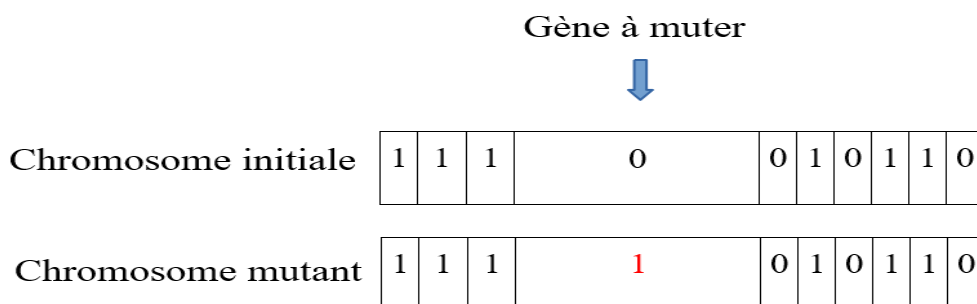 Gène à muter
Chromosome initiale 1 1 1 0 0 1 0 1 1 0
Chromosome mutant 1 1 1 1 0 1 0 1 1 0